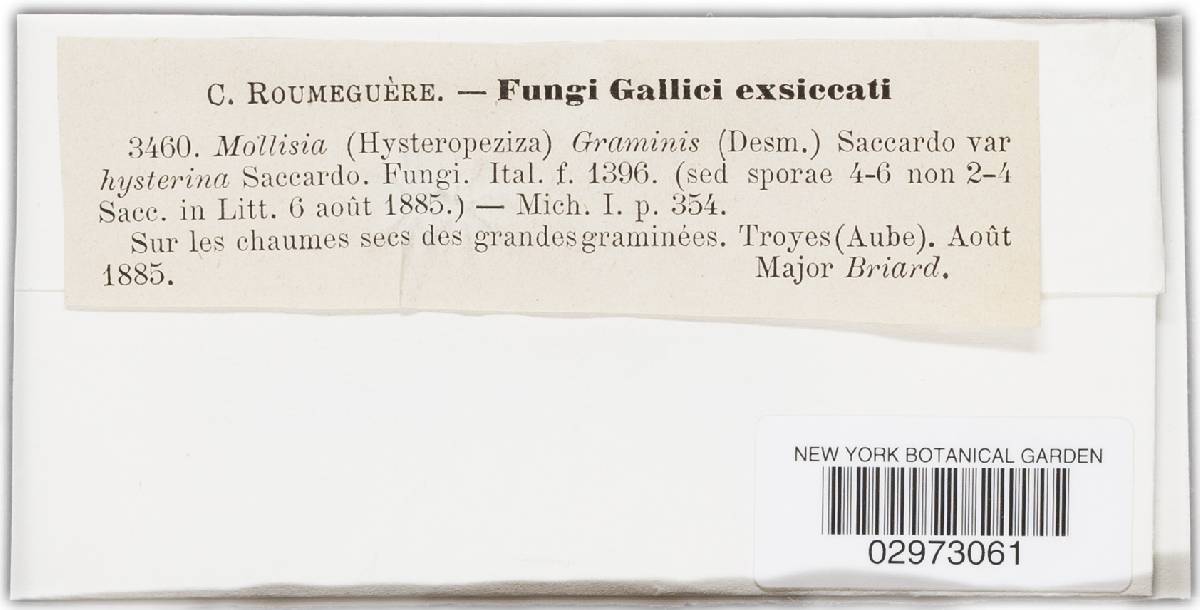 C. ROUMEGUÈRE. — Fungi Gallici exsiccati
3460. Mollisia (Hysteropeziza) Graminis (Desm.) Saccardo var
hysterina Saccardo. Fungi. Ital. f. 1396. (sed sporae 4-6 non 2-4
Sacc. in Litt. 6 août 1885.) — Mich. I. p. 354.
Sur les chaumes secs des grandes graminées. Troyes (Aube). Août
1885. Major Briard.
NEW YORK BOTANICAL GARDEN
02973061